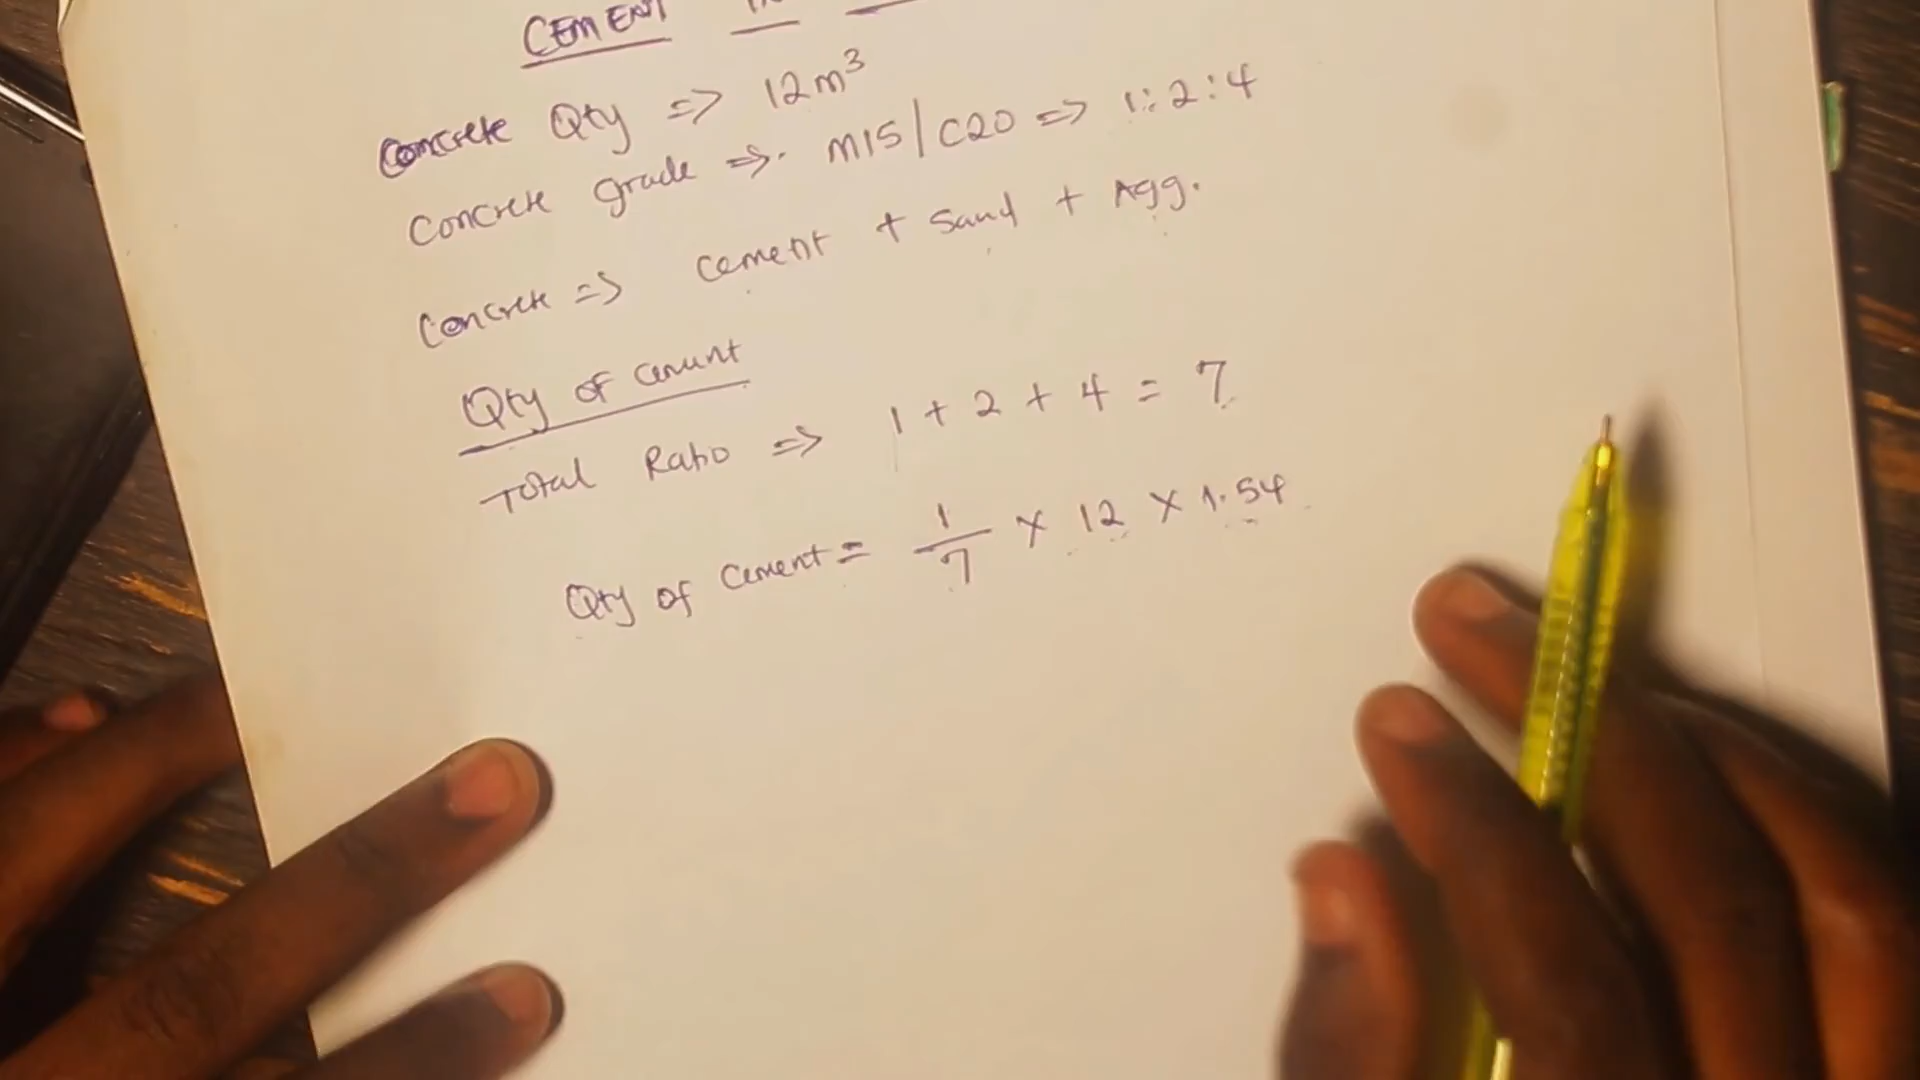 CEMENT
Concrete Qty => 12m³
Concrete grade => M15/C20 => 1:2:4
Concrete => Cement + Sand + Agg.
Qty of Cement
Total Ratio => 1 + 2 + 4 = 7
Qty of Cement = 1/7 × 12 × 1.54